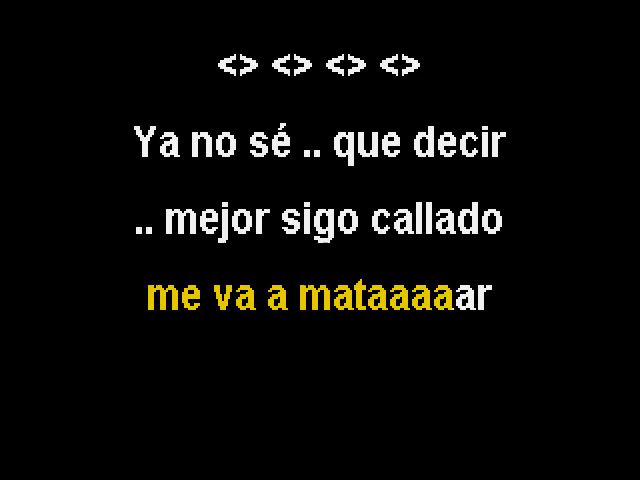 <> <> <> <>
Ya no sé .. que decir
.. mejor sigo callado
me va a mataaaaar